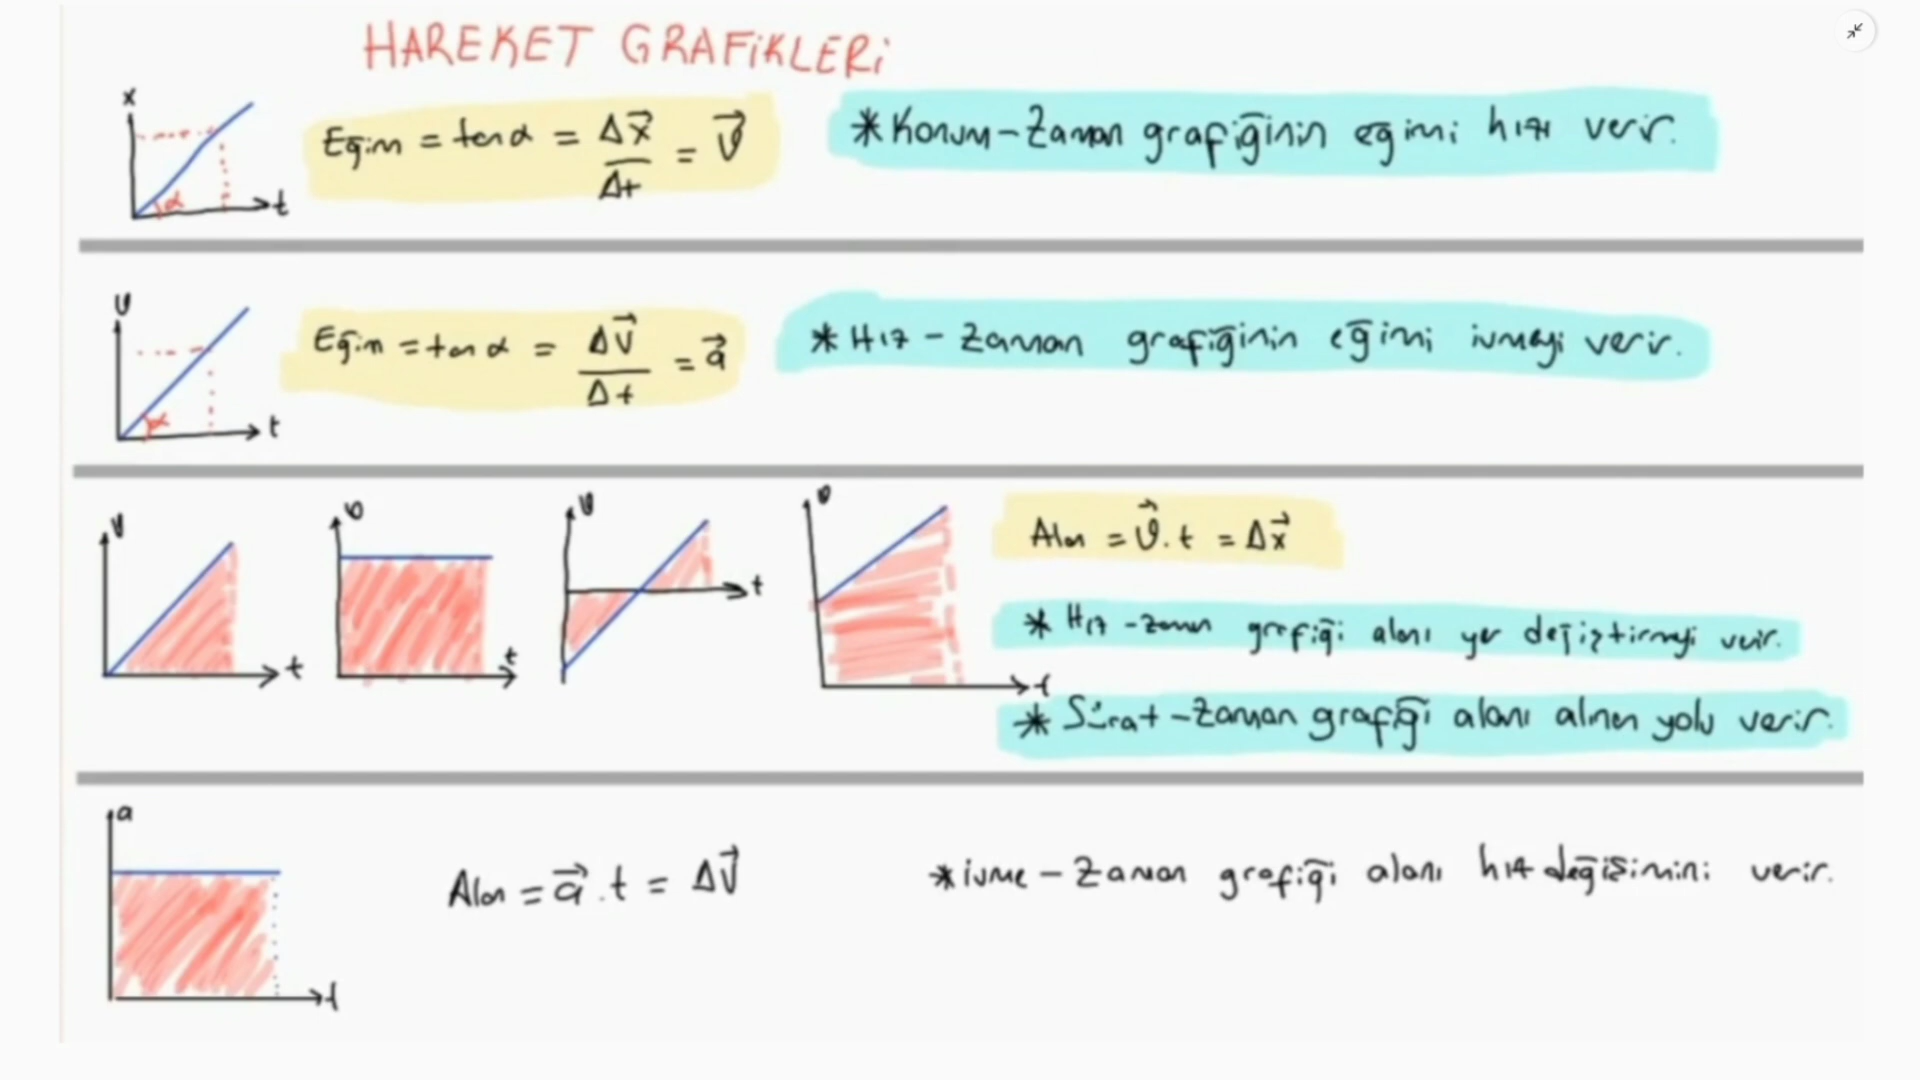 HAREKET GRAFiKLERi
x
α
t
Eğim = tan α = Δx⃗ / Δt = v⃗
* Konum - Zaman grafiğinin eğimi hızı verir.
v
α
t
Eğim = tan α = Δv⃗ / Δt = a⃗
* Hız - Zaman grafiğinin eğimi ivmeyi verir.
v
t
v
t
v
t
v
t
Alan = v⃗ . t = Δx⃗
* Hız - zaman grafiği alanı yer değiştirmeyi verir.
* Sürat - Zaman grafiği alanı alınan yolu verir.
a
t
Alan = a⃗ . t = Δv⃗
* ivme - Zaman grafiği alanı hız değişimini verir.